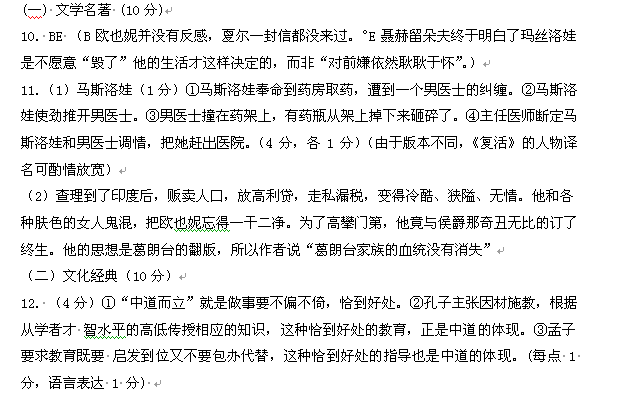 (一) 文学名著 (10 分)
10. BE （B 欧也妮并没有反感，夏尔一封信都没来过。°E 聂赫留朵夫终于明白了玛丝洛娃
是不愿意“毁了”他的生活才这样决定的，而非“对前嫌依然耿耿于怀”。）
11.（1）马斯洛娃（1 分）①马斯洛娃奉命到药房取药，遭到一个男医士的纠缠。②马斯洛
娃使劲推开男医士。③男医士撞在药架上，有药瓶从架上掉下来砸碎了。④主任医师断定马
斯洛娃和男医士调情，把她赶出医院。（4 分，各 1 分）（由于版本不同，《复活》的人物译
名可酌情放宽）
（2）查理到了印度后，贩卖人口，放高利贷，走私漏税，变得冷酷、狭隘、无情。他和各
种肤色的女人鬼混，把欧也妮忘得一干二净。为了高攀门第，他竟与侯爵那奇丑无比的订了
终生。他的思想是葛朗台的翻版，所以作者说“葛朗台家族的血统没有消失”
（二）文化经典（10 分）
12. （4 分）①“中道而立”就是做事要不偏不倚，恰到好处。②孔子主张因材施教，根据
从学者才 智水平的高低传授相应的知识，这种恰到好处的教育，正是中道的体现。③孟子
要求教育既要 启发到位又不要包办代替，这种恰到好处的指导也是中道的体现。(每点 1
分，语言表达 1 分)